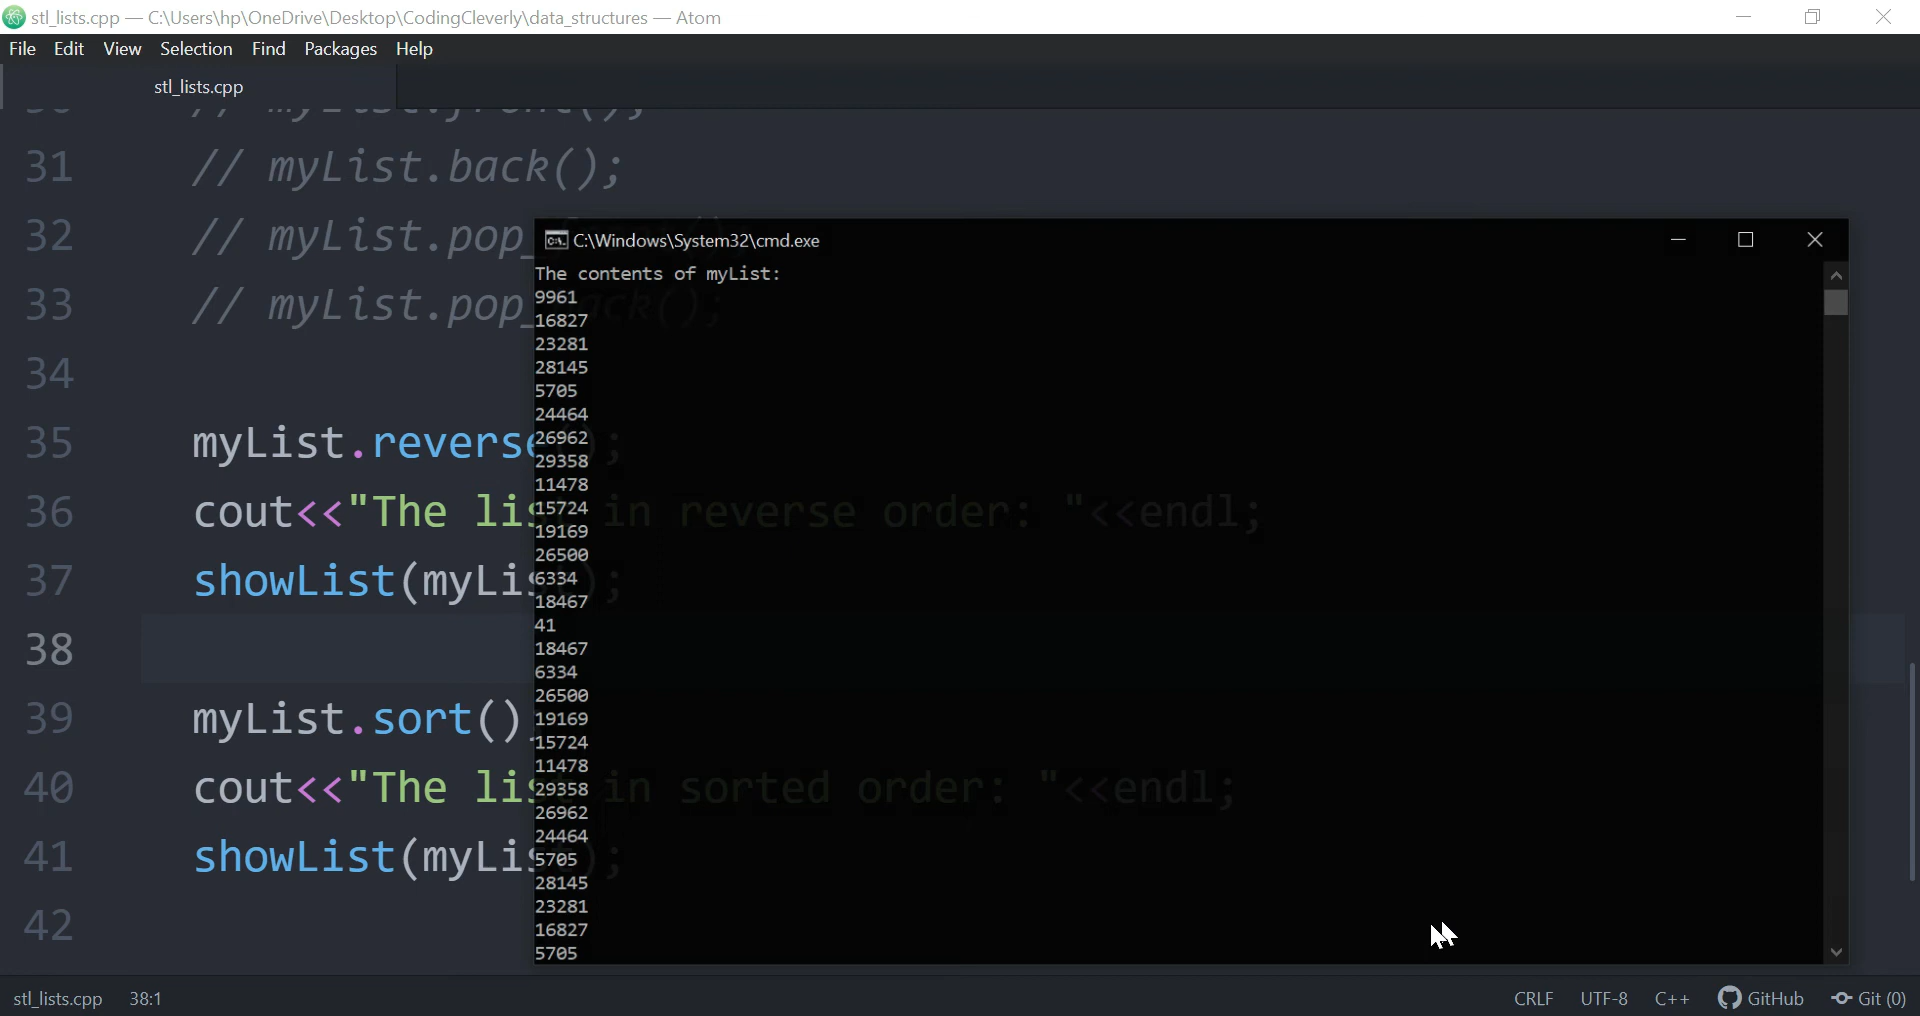 stl_lists.cpp — C:\Users\hp\OneDrive\Desktop\CodingCleverly\data_structures — Atom
File Edit View Selection Find Packages Help
stl_lists.cpp
31 // myList.back();
32 // myList.pop_
33 // myList.pop_back();
34
35 myList.reverse();
36 cout<<"The list in reverse order: "<<endl;
37 showList(myList);
38
39 myList.sort()
40 cout<<"The list in sorted order: "<<endl;
41 showList(myList);
42
C:\Windows\System32\cmd.exe
The contents of myList:
9961
16827
23281
28145
5705
24464
26962
29358
11478
15724
19169
26500
6334
18467
41
18467
6334
26500
19169
15724
11478
29358
26962
24464
5705
28145
23281
16827
5705
stl_lists.cpp 38:1 CRLF UTF-8 C++ GitHub Git (0)